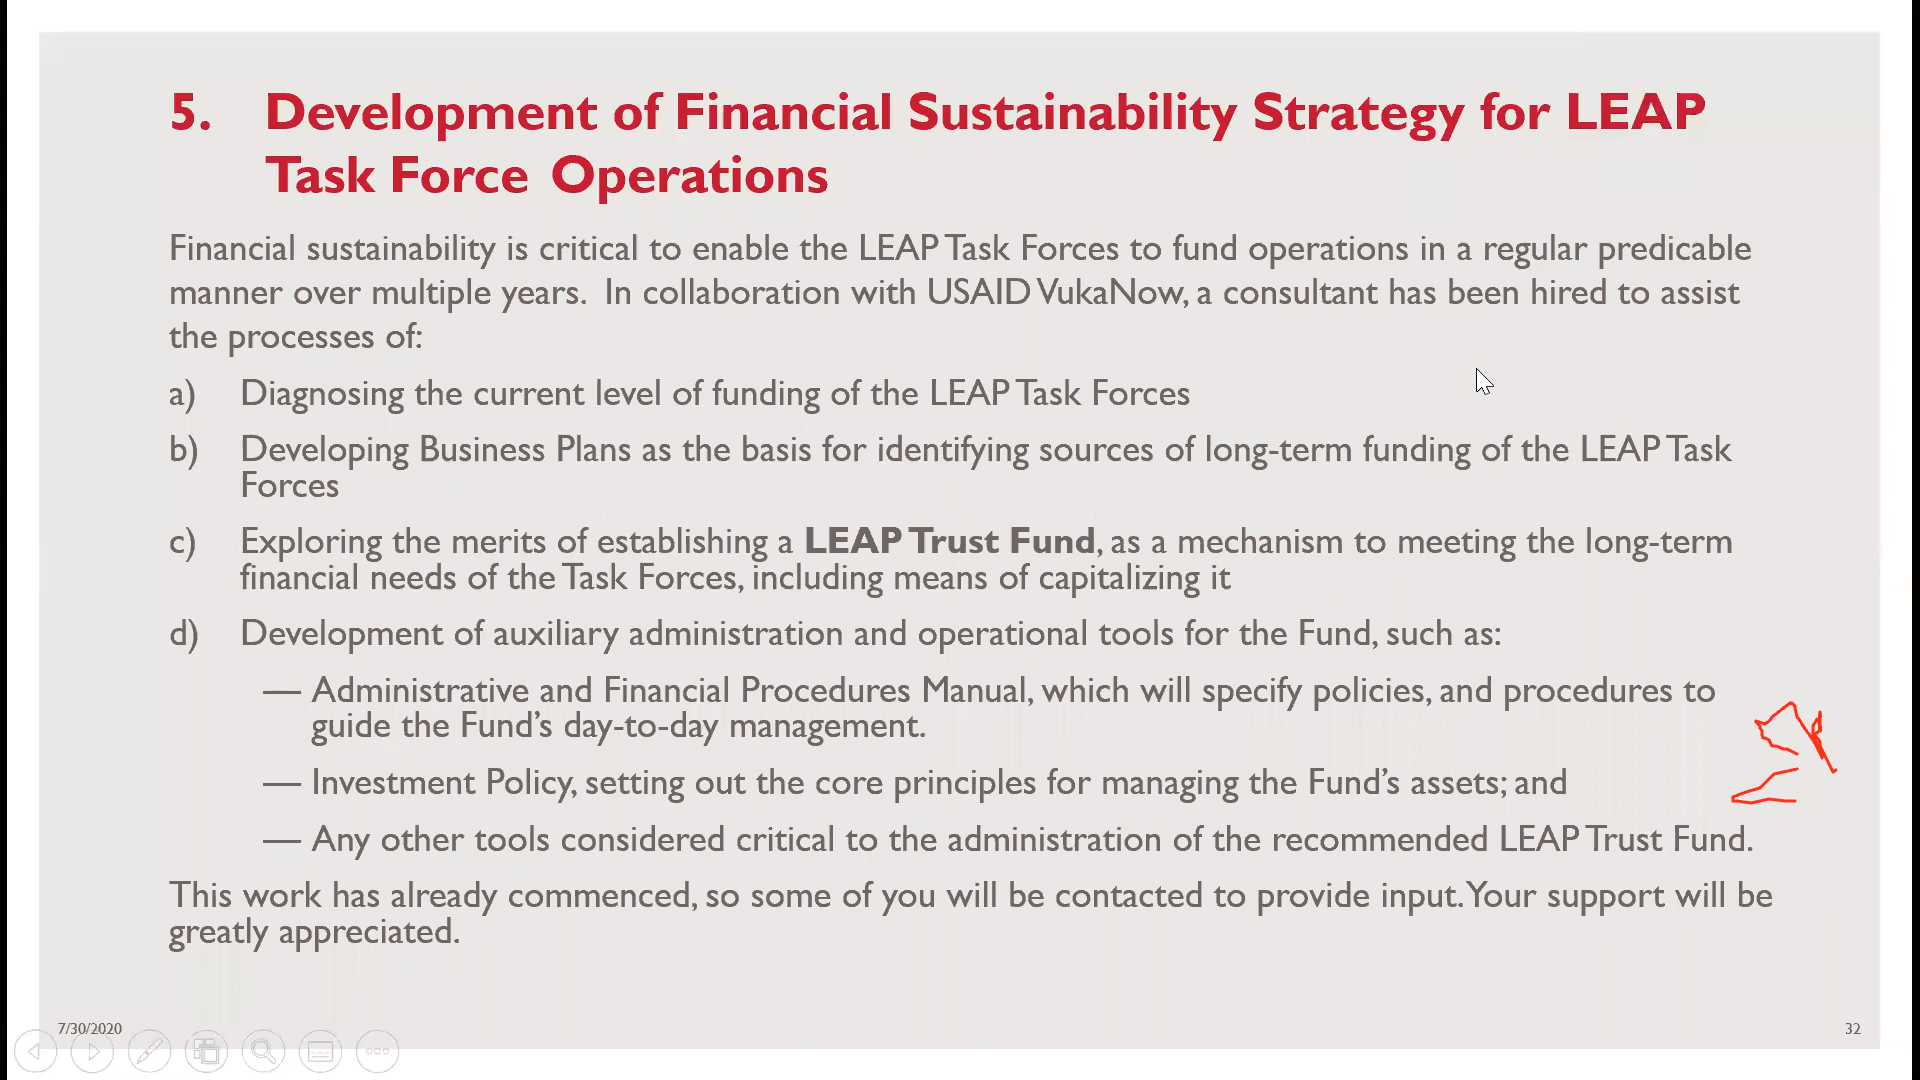 5. Development of Financial Sustainability Strategy for LEAP
Task Force Operations
Financial sustainability is critical to enable the LEAP Task Forces to fund operations in a regular predicable
manner over multiple years. In collaboration with USAID VukaNow, a consultant has been hired to assist
the processes of:
a) Diagnosing the current level of funding of the LEAP Task Forces
b) Developing Business Plans as the basis for identifying sources of long-term funding of the LEAP Task
Forces
c) Exploring the merits of establishing a LEAP Trust Fund, as a mechanism to meeting the long-term
financial needs of the Task Forces, including means of capitalizing it
d) Development of auxiliary administration and operational tools for the Fund, such as:
— Administrative and Financial Procedures Manual, which will specify policies, and procedures to
guide the Fund’s day-to-day management.
— Investment Policy, setting out the core principles for managing the Fund’s assets; and
— Any other tools considered critical to the administration of the recommended LEAP Trust Fund.
This work has already commenced, so some of you will be contacted to provide input. Your support will be
greatly appreciated.
7/30/2020
32